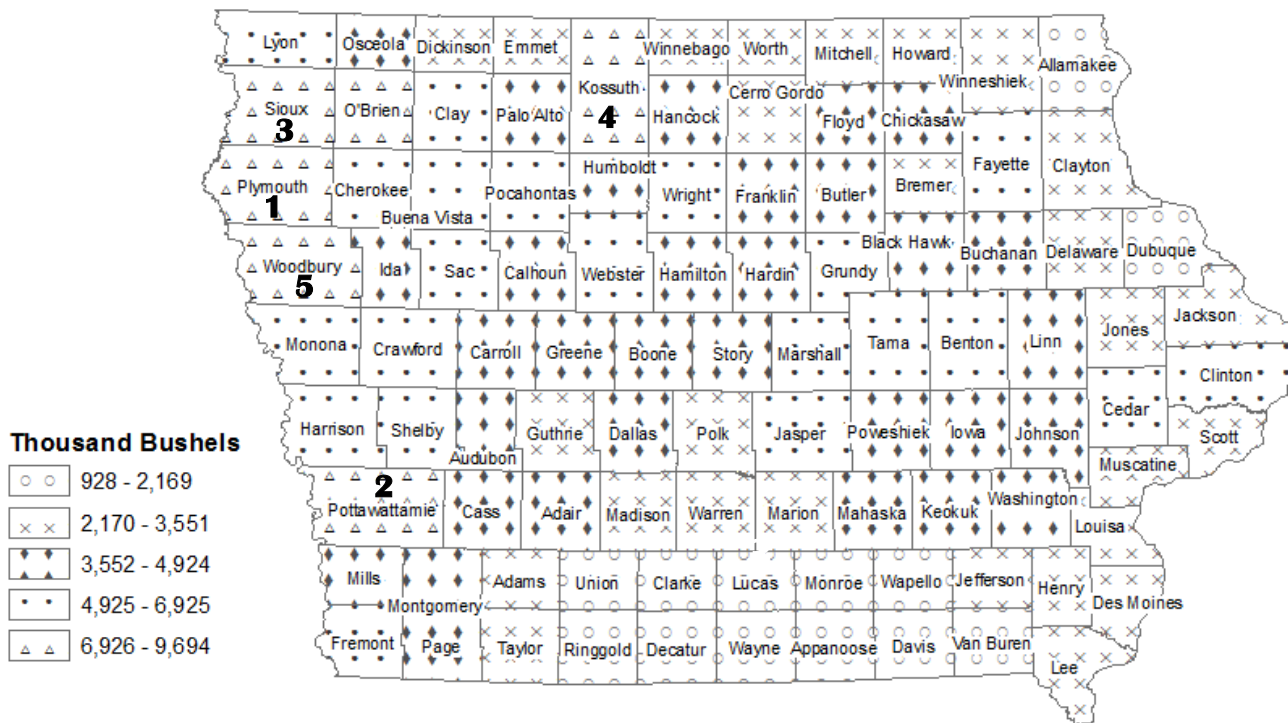 Lyon Osceola Dickinson Emmet Winnebago Worth Mitchell Howard
Winneshiek Allamakee
Sioux O'Brien Clay Palo Alto Kossuth Hancock Cerro Gordo Floyd Chickasaw
3 4
Plymouth Cherokee Buena Vista Pocahontas Humboldt Wright Franklin Butler Bremer Fayette Clayton
1
Woodbury Ida Sac Calhoun Webster Hamilton Hardin Grundy Black Hawk Buchanan Delaware Dubuque
5
Monona Crawford Carroll Greene Boone Story Marshall Tama Benton Linn Jones Jackson
Clinton
Harrison Shelby Audubon Guthrie Dallas Polk Jasper Poweshiek Iowa Johnson Cedar Scott
Muscatine
2
Pottawattamie Cass Adair Madison Warren Marion Mahaska Keokuk Washington Louisa
Mills Montgomery Adams Union Clarke Lucas Monroe Wapello Jefferson Henry Des Moines
Fremont Page Taylor Ringgold Decatur Wayne Appanoose Davis Van Buren Lee
Thousand Bushels
928 - 2,169
2,170 - 3,551
3,552 - 4,924
4,925 - 6,925
6,926 - 9,694